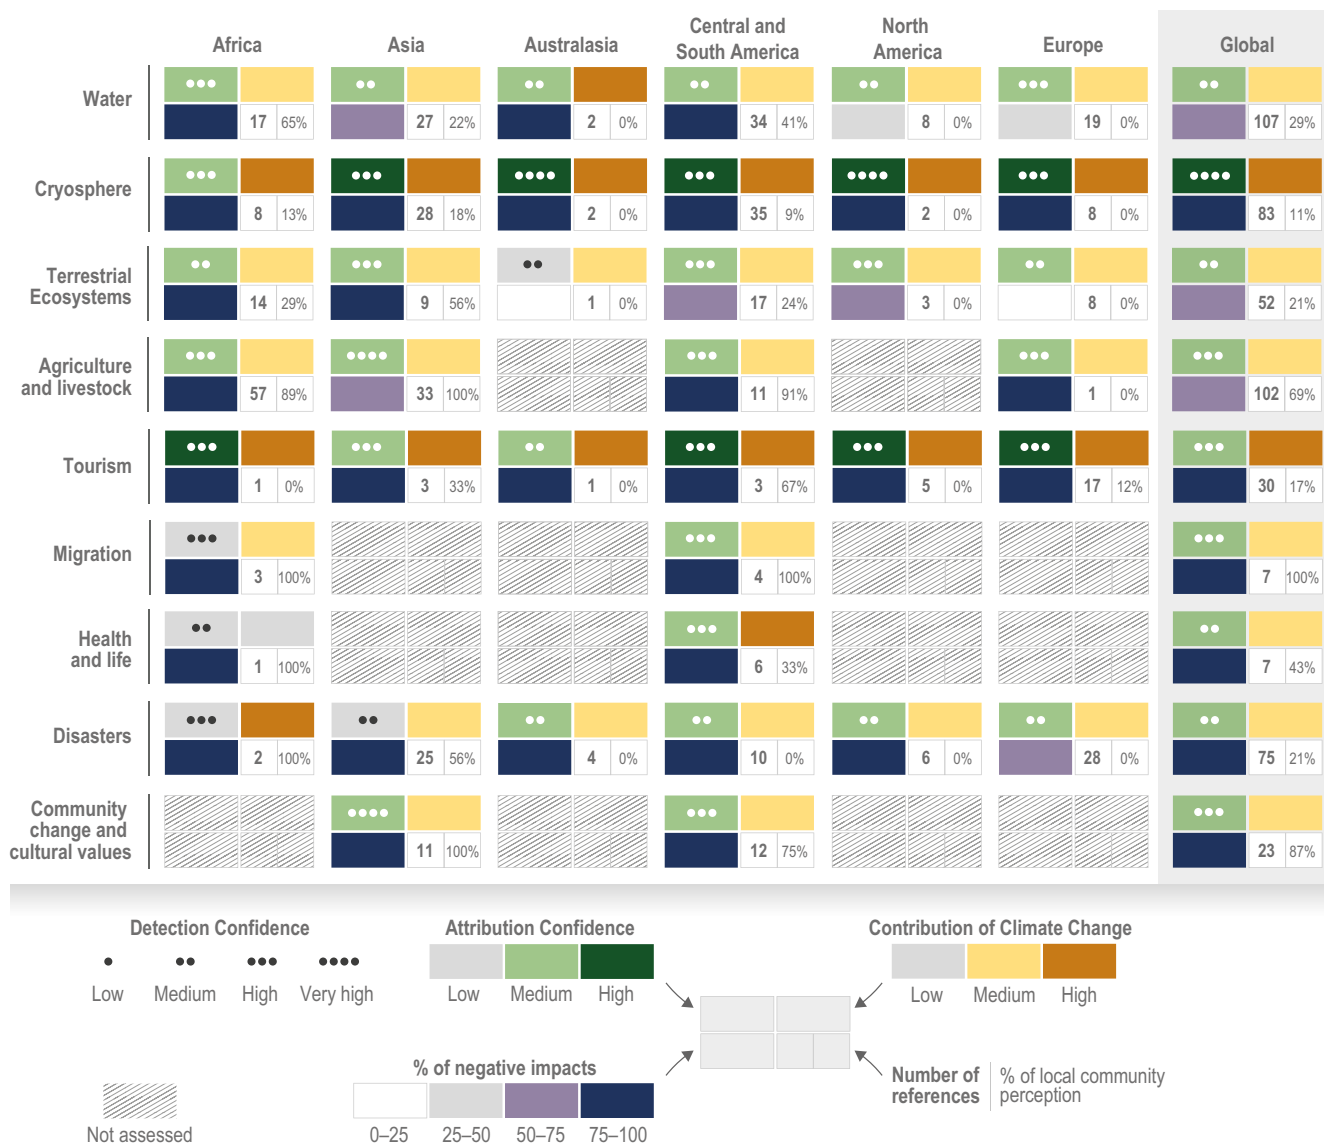 Africa
Asia
Australasia
Central and
South America
North
America
Europe
Global
Water
17 65%
27 22%
2 0%
34 41%
8 0%
19 0%
107 29%
Cryosphere
8 13%
28 18%
2 0%
35 9%
2 0%
8 0%
83 11%
Terrestrial
Ecosystems
14 29%
9 56%
1 0%
17 24%
3 0%
8 0%
52 21%
Agriculture
and livestock
57 89%
33 100%
11 91%
1 0%
102 69%
Tourism
1 0%
3 33%
1 0%
3 67%
5 0%
17 12%
30 17%
Migration
3 100%
4 100%
7 100%
Health
and life
1 100%
6 33%
7 43%
Disasters
2 100%
25 56%
4 0%
10 0%
6 0%
28 0%
75 21%
Community
change and
cultural values
11 100%
12 75%
23 87%
Detection Confidence
Low Medium High Very high
Attribution Confidence
Low Medium High
Contribution of Climate Change
Low Medium High
% of negative impacts
0–25 25–50 50–75 75–100
Not assessed
Number of
references
% of local community
perception